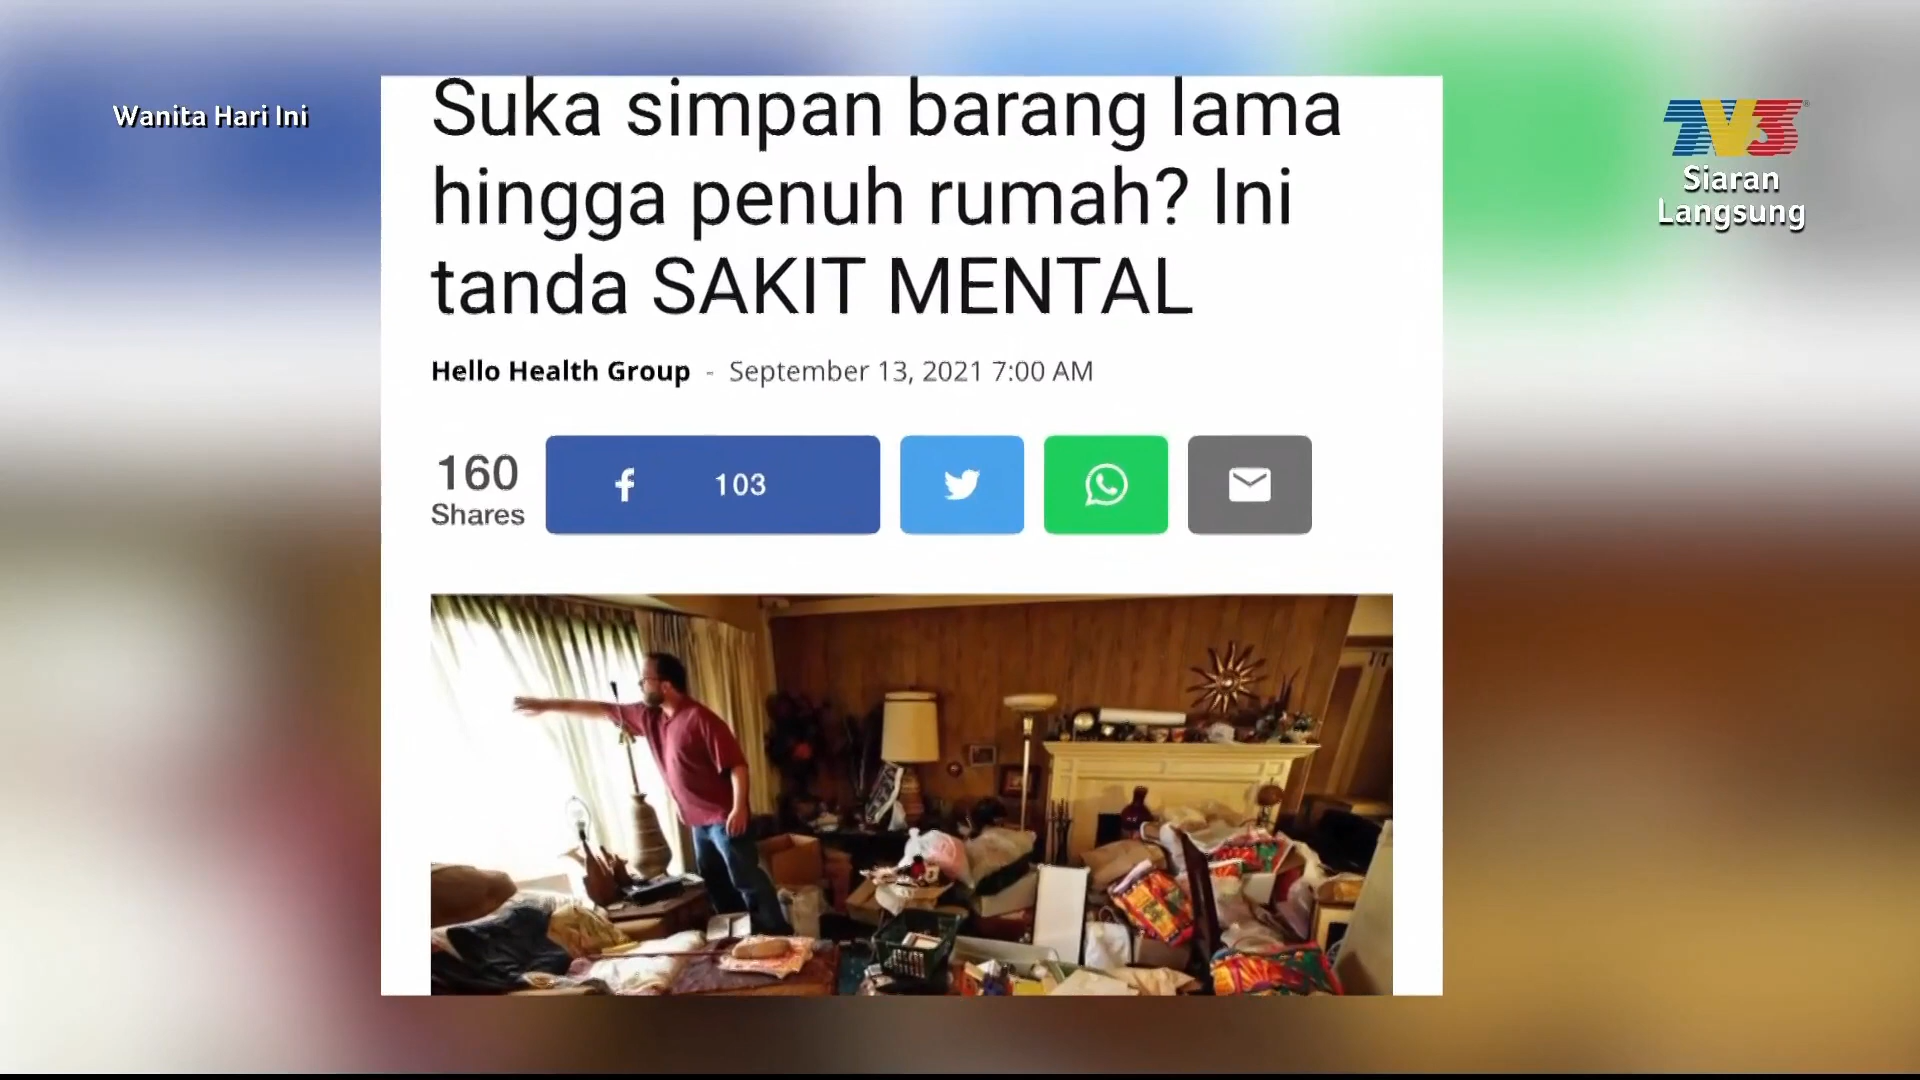 Wanita Hari Ini
TV3
Siaran
Langsung
Suka simpan barang lama
hingga penuh rumah? Ini
tanda SAKIT MENTAL
Hello Health Group - September 13, 2021 7:00 AM
160
Shares
103